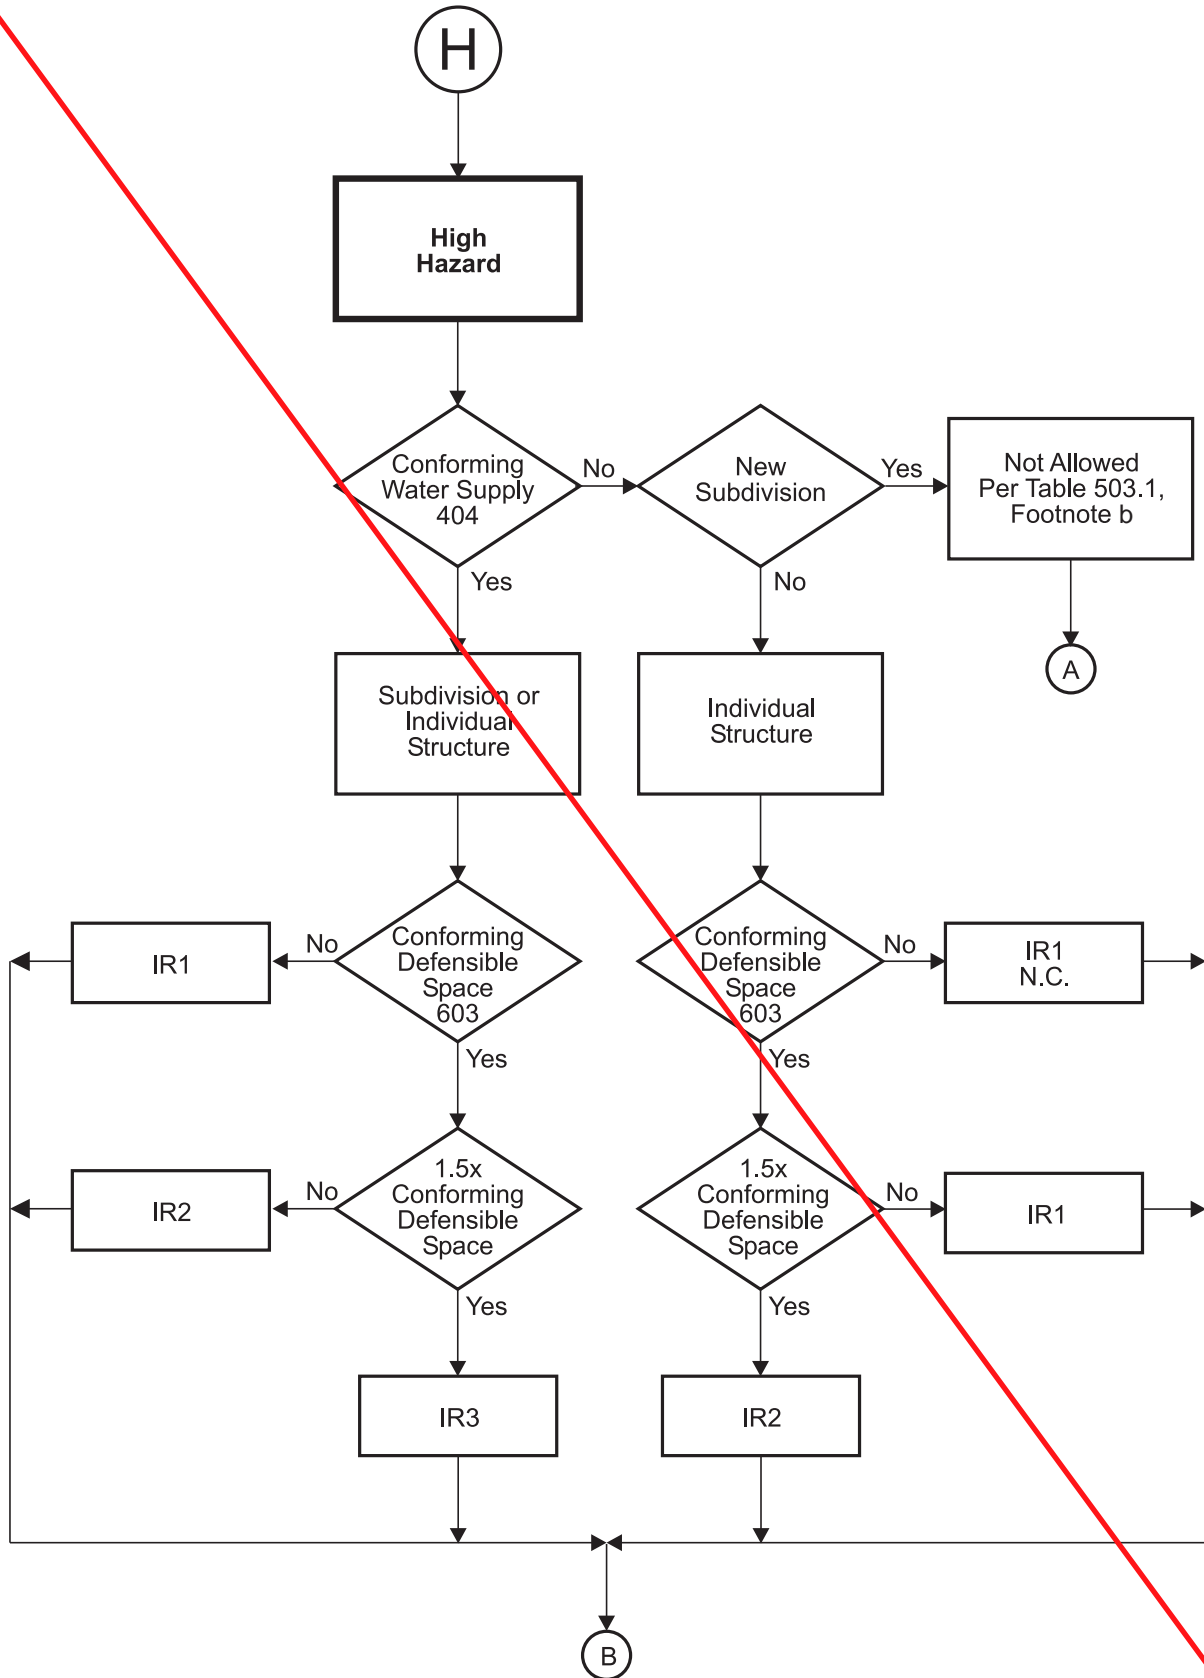 H
High
Hazard
Conforming
Water Supply
404
No
New
Subdivision
Yes
Not Allowed
Per Table 503.1,
Footnote b
Yes
No
A
Subdivision or
Individual
Structure
Individual
Structure
IR1
No
Conforming
Defensible
Space
603
Conforming
Defensible
Space
603
No
IR1
N.C.
Yes
Yes
IR2
No
1.5x
Conforming
Defensible
Space
1.5x
Conforming
Defensible
Space
No
IR1
Yes
Yes
IR3
IR2
B